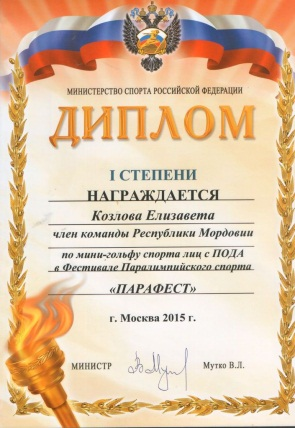 МИНИСТЕРСТВО СПОРТА РОССИЙСКОЙ ФЕДЕРАЦИИ
ДИПЛОМ
I СТЕПЕНИ
НАГРАЖДАЕТСЯ
Козлова Елизавета
член команды Республики Мордовии
по мини-гольфу спорта лиц с ПОДА
в Фестивале Паралимпийского спорта
«ПАРАФЕСТ»
г. Москва 2015 г.
МИНИСТР Мутко В.Л.